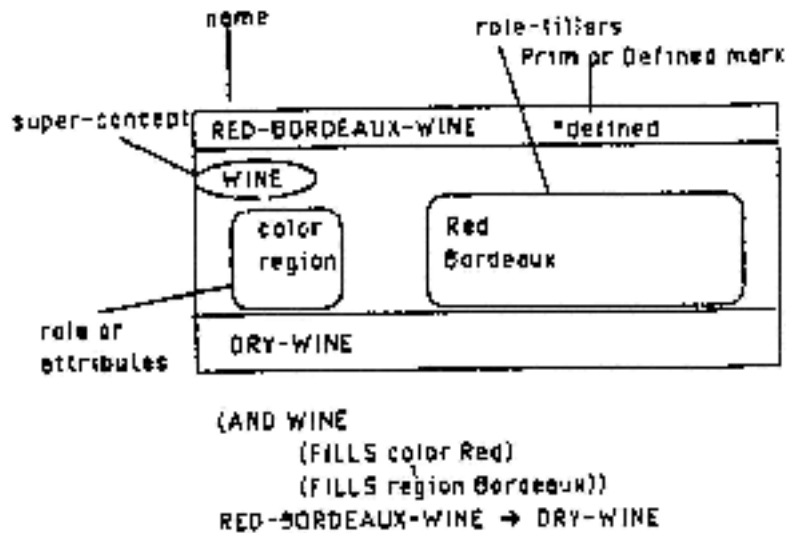 name
role-fillers
Prim or Defined mark
super-concept
RED-BORDEAUX-WINE *Defined
WINE
color Red
region Bordeaux
role or
attributes
DRY-WINE
(AND WINE
(FILLS color Red)
(FILLS region Bordeaux))
RED-BORDEAUX-WINE → DRY-WINE